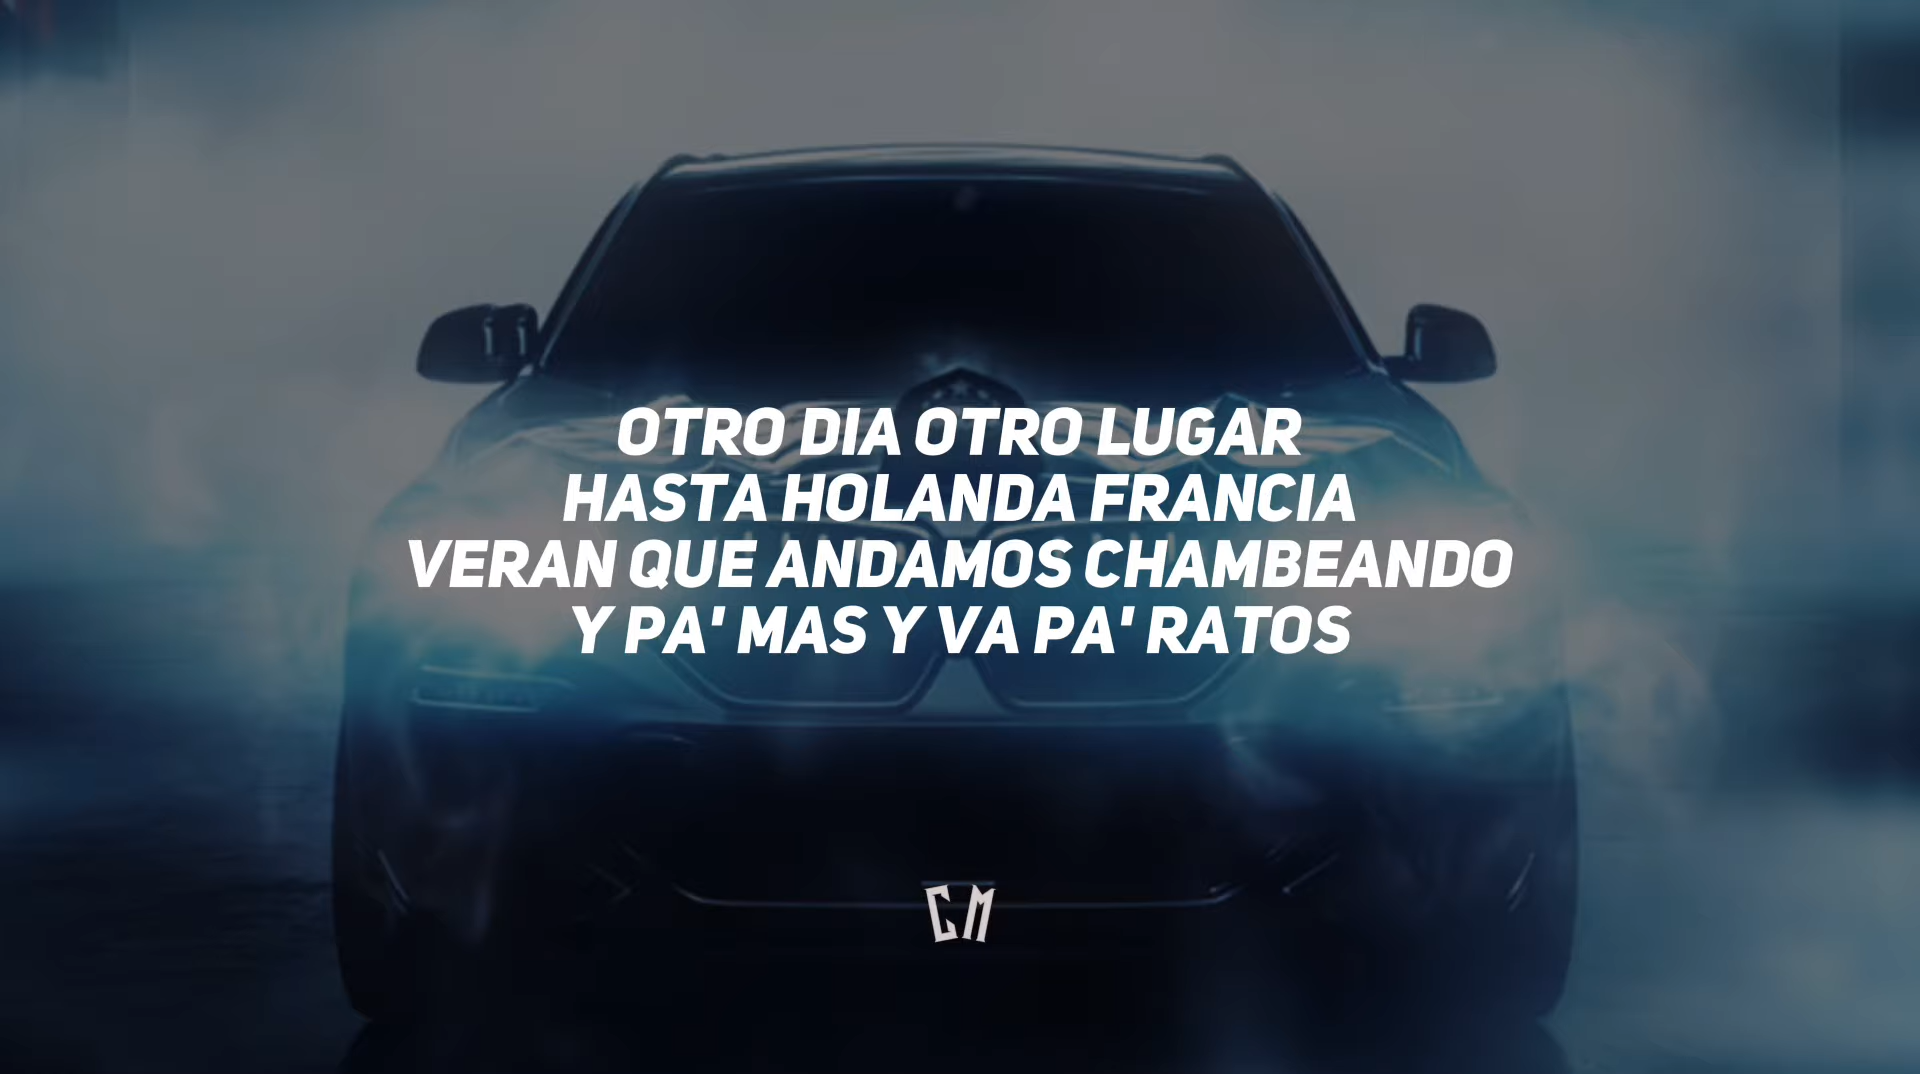 OTRO DIA OTRO LUGAR
HASTA HOLANDA FRANCIA
VERAN QUE ANDAMOS CHAMBEANDO
Y PA' MAS Y VA PA' RATOS
CM